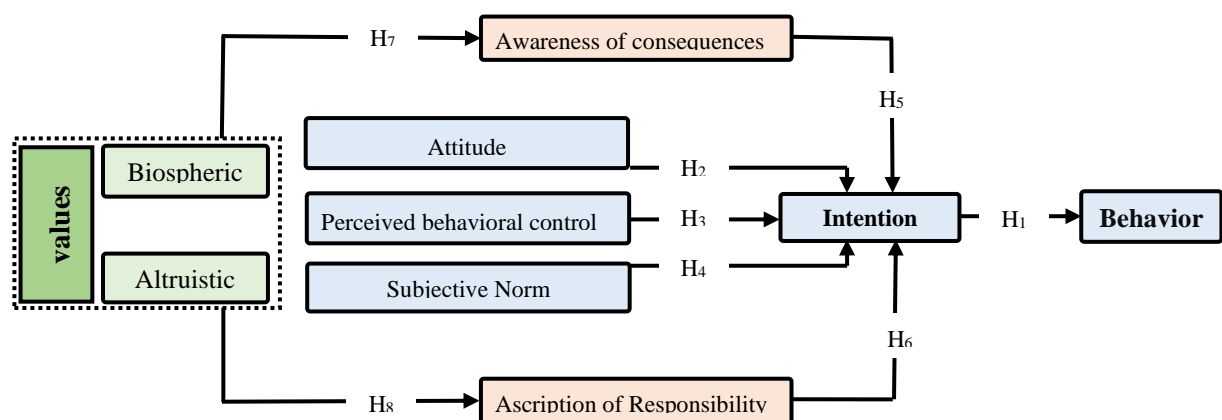 H₇
Awareness of consequences
H₅
values
Biospheric
Altruistic
Attitude
H₂
Perceived behavioral control
H₃
Subjective Norm
H₄
Intention
H₁
Behavior
H₆
H₈
Ascription of Responsibility